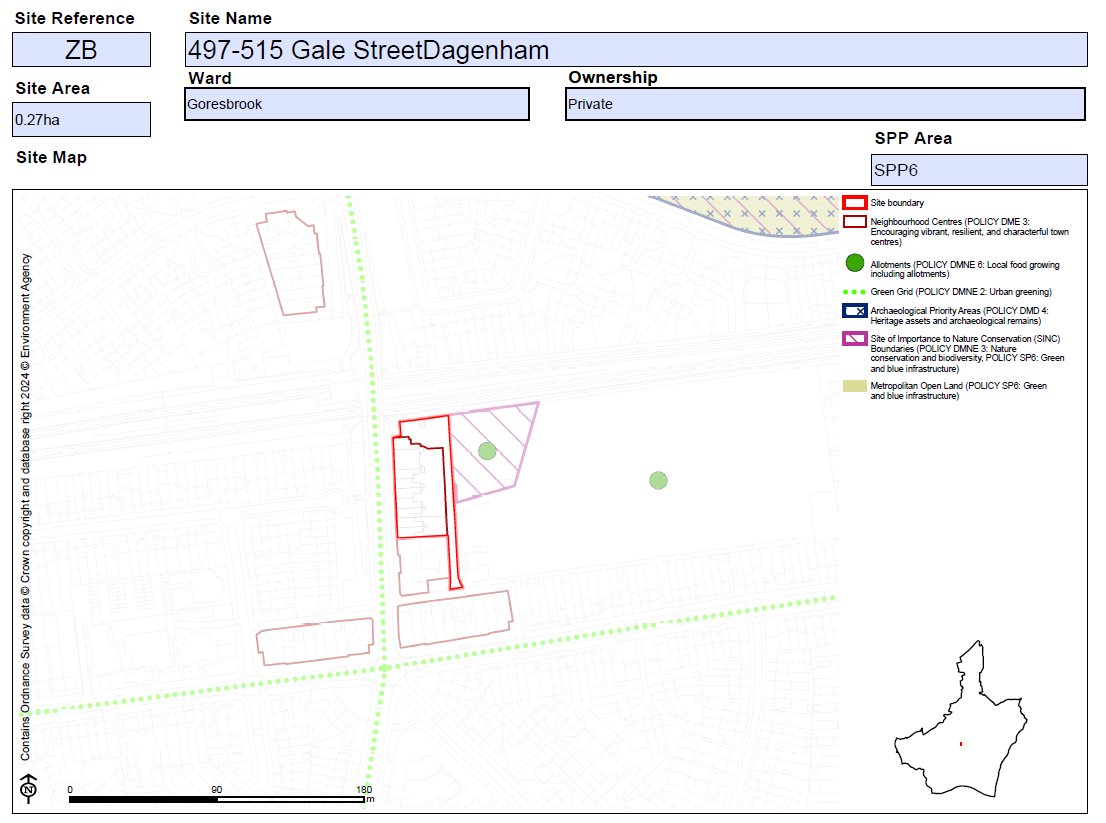 Site Reference
Site Name
ZB
497-515 Gale StreetDagenham
Ward
Ownership
Site Area
Goresbrook
Private
0.27ha
SPP Area
Site Map
SPP6
Site boundary
Neighbourhood Centres (POLICY DME 3:
Encouraging vibrant, resilient, and characterful town
centres)
Allotments (POLICY DMNE 6: Local food growing
including allotments)
Green Grid (POLICY DMNE 2: Urban greening)
Archaeological Priority Areas (POLICY DMD 4:
Heritage assets and archaeological remains)
Site of Importance to Nature Conservation (SINC)
Boundaries (POLICY DMNE 3: Nature
conservation and biodiversity, POLICY SP6: Green
and blue infrastructure)
Metropolitan Open Land (POLICY SP6: Green
and blue infrastructure)
Contains Ordnance Survey data © Crown copyright and database right 2024 © Environment Agency
N
0 90 180
m